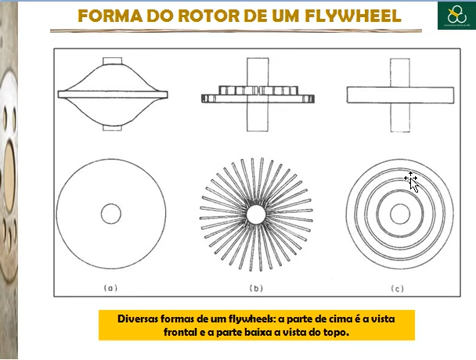 FORMA DO ROTOR DE UM FLYWHEEL
(a) (b) (c)
Diversas formas de um flywheels: a parte de cima é a vista
frontal e a parte baixa a vista do topo.